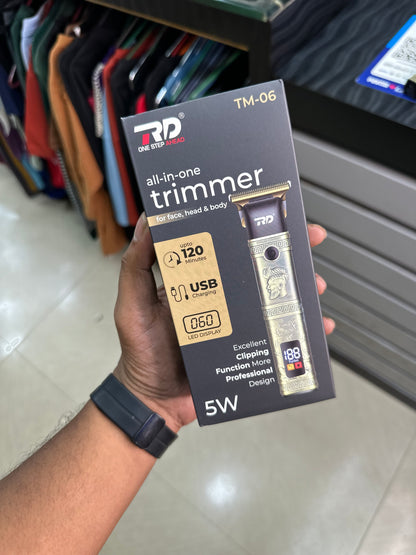 TRD®
ONE STEP AHEAD
TM-06
all-in-one
trimmer
for face, head & body
upto
120
Minutes
USB
Charging
060
LED DISPLAY
TRD
188
Excellent
Clipping
Function More
Professional
Design
5W